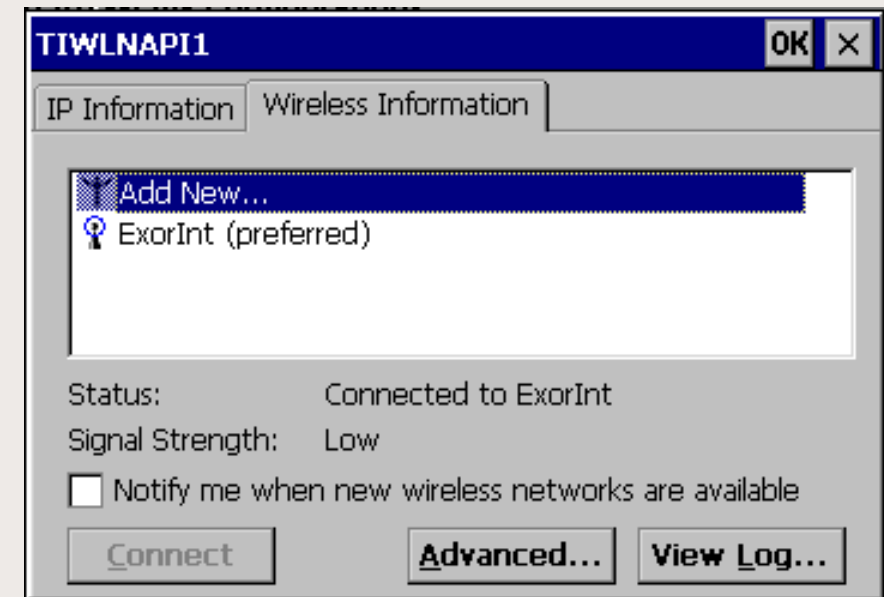 TIWLNAPI1 OK ×
IP Information Wireless Information
Add New...
ExorInt (preferred)
Status: Connected to ExorInt
Signal Strength: Low
Notify me when new wireless networks are available
Connect Advanced... View Log...